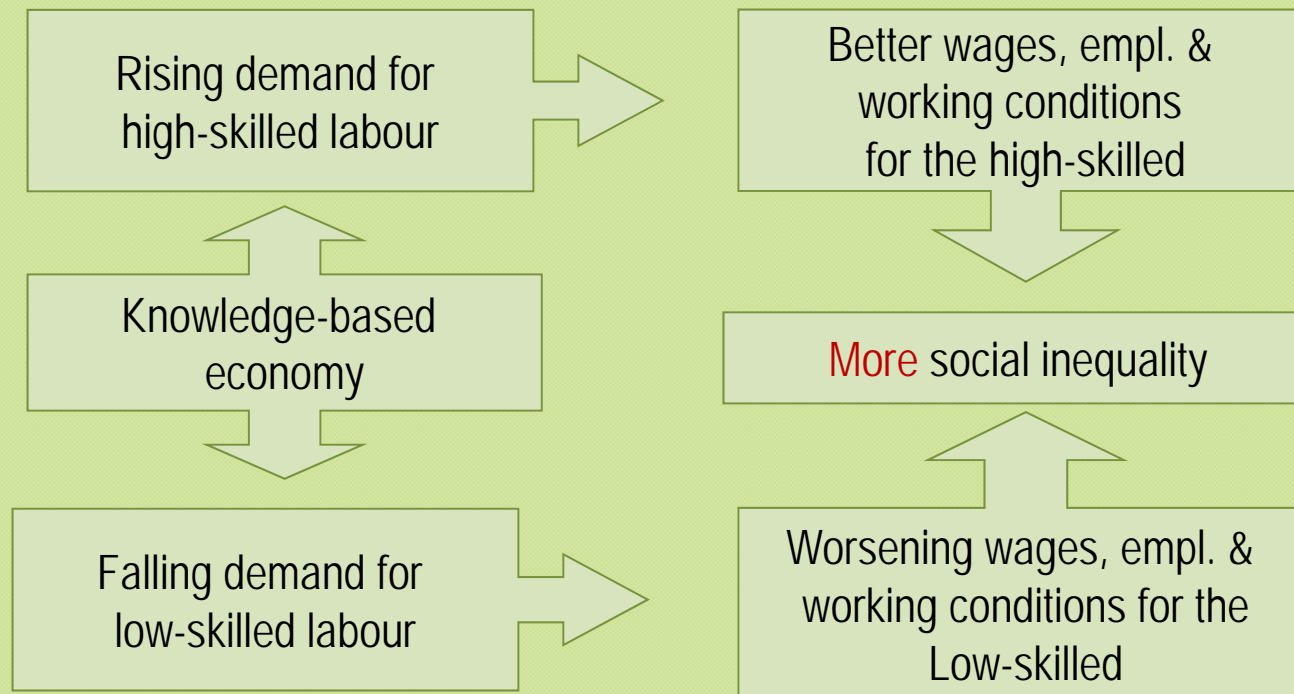 Rising demand for
high-skilled labour
Better wages, empl. &
working conditions
for the high-skilled
Knowledge-based
economy
More social inequality
Falling demand for
low-skilled labour
Worsening wages, empl. &
working conditions for the
Low-skilled